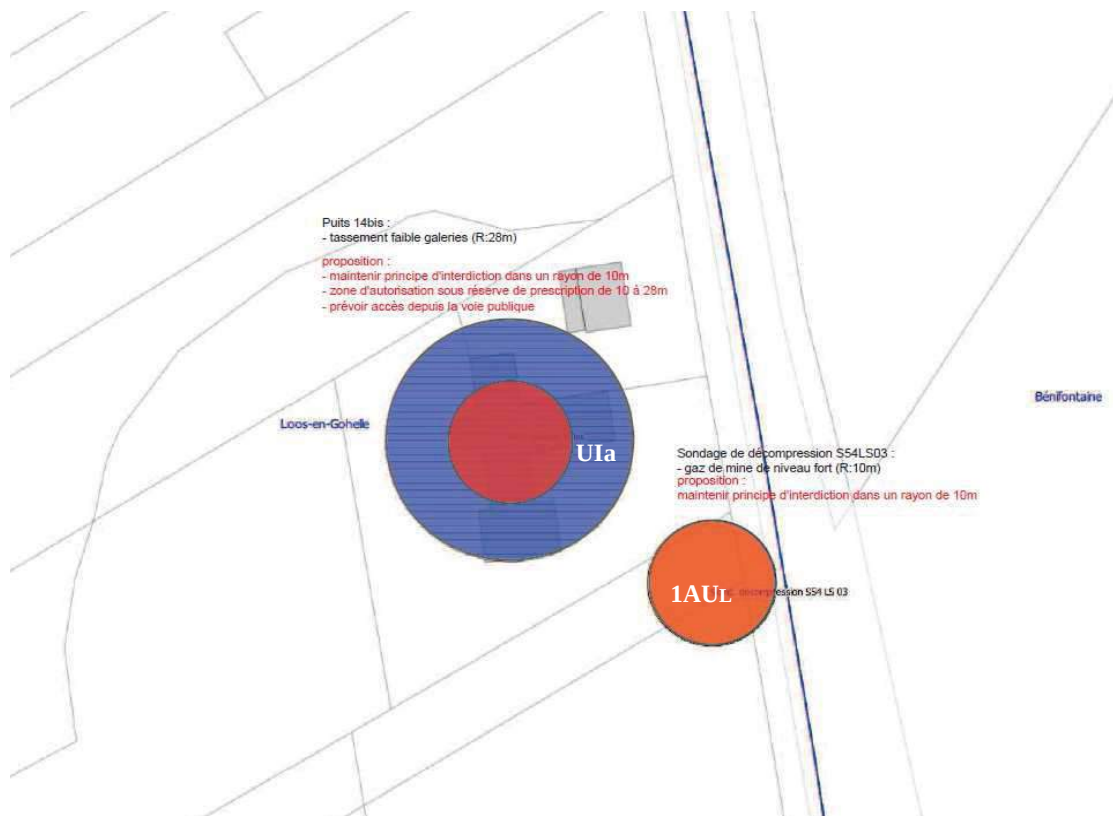 Puits 14bis :
- tassement faible galeries (R:28m)
proposition :
- maintenir principe d'interdiction dans un rayon de 10m
- zone d'autorisation sous réserve de prescription de 10 à 28m
- prévoir accès depuis la voie publique
Loos-en-Gohelle
UIa
Bénifontaine
Sondage de décompression S54LS03 :
- gaz de mine de niveau fort (R:10m)
proposition :
maintenir principe d'interdiction dans un rayon de 10m
1AUL
décompression S54 LS 03